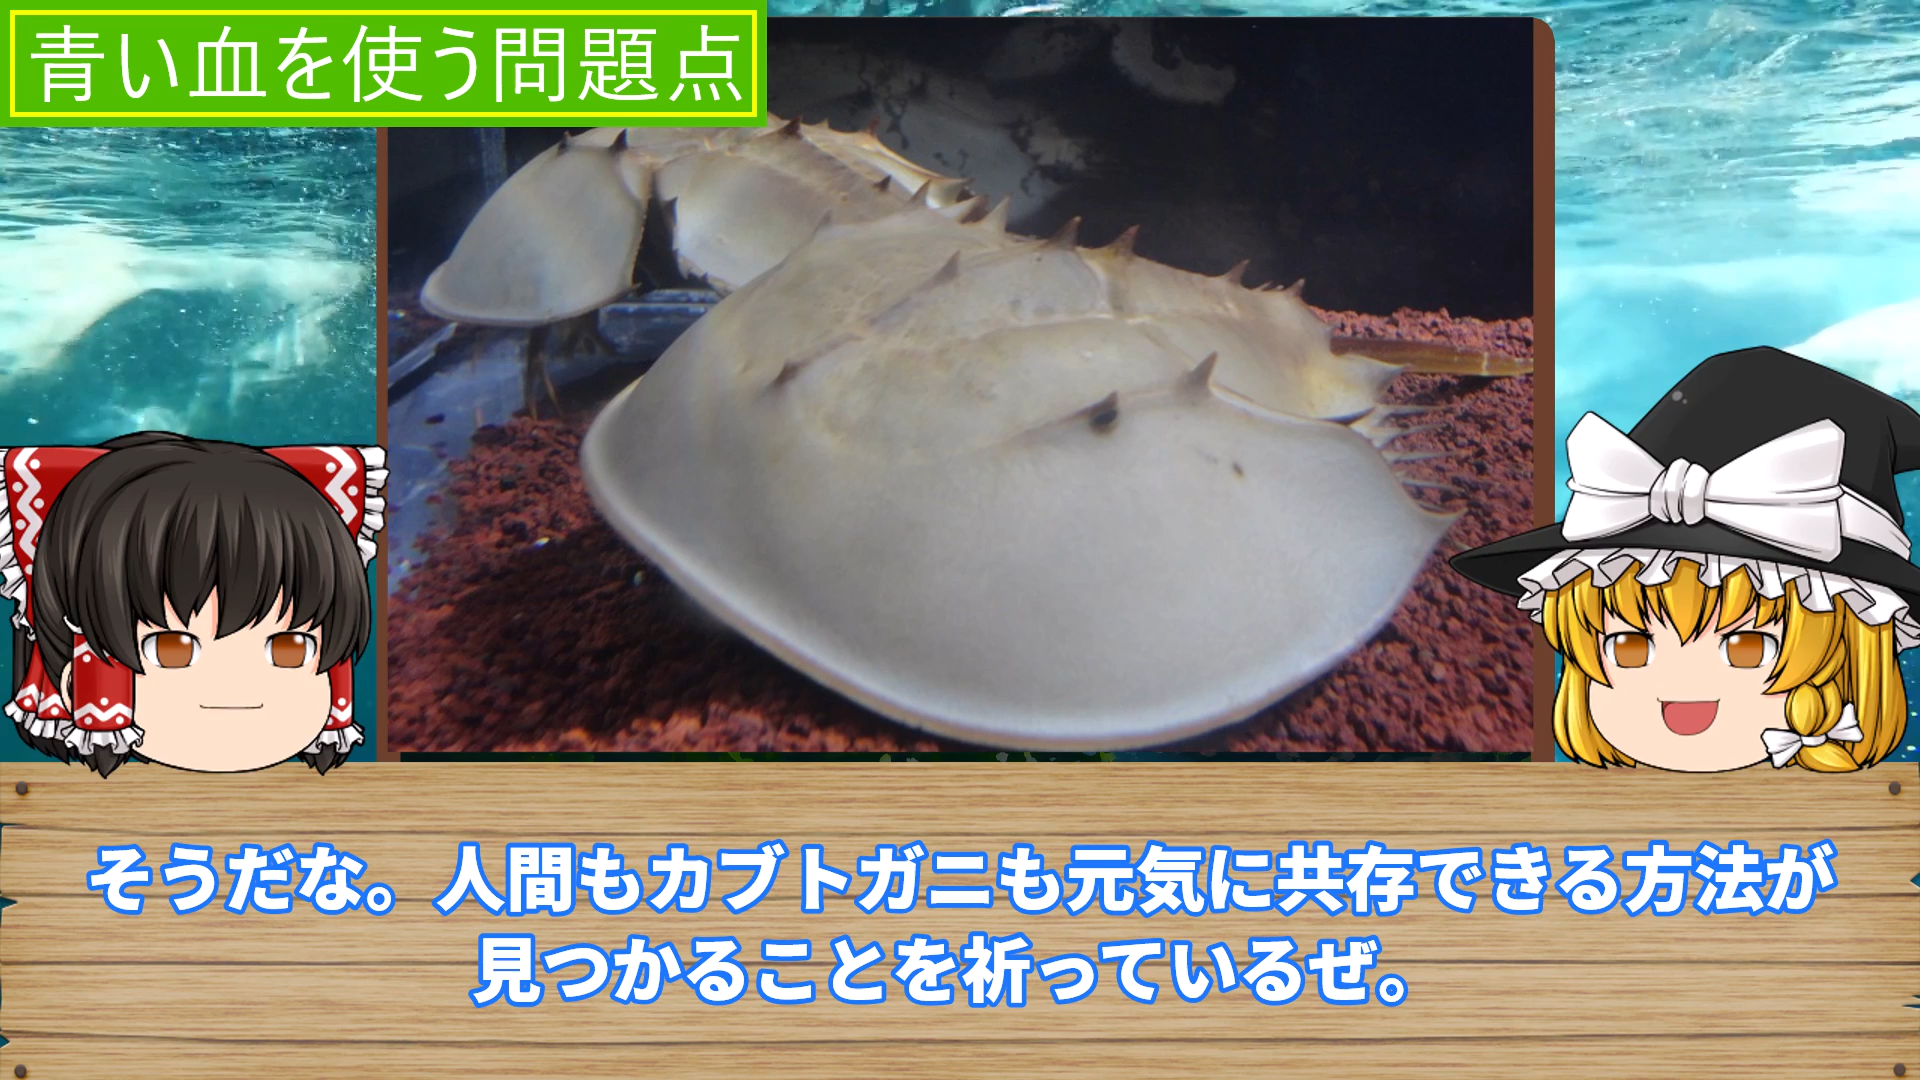 青い血を使う問題点
そうだな。人間もカブトガニも元気に共存できる方法が
見つかることを祈っているぜ。